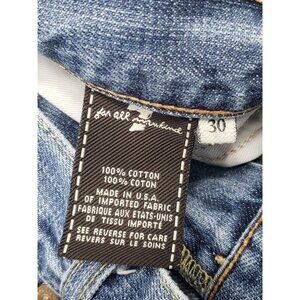 for all mankind
30
100% COTTON
100% COTON
MADE IN U.S.A.
OF IMPORTED FABRIC
FABRIQUE AUX ETATS-UNIS
DE TISSU IMPORTÉ
SEE REVERSE FOR CARE
REVERS SUR LE SOINS